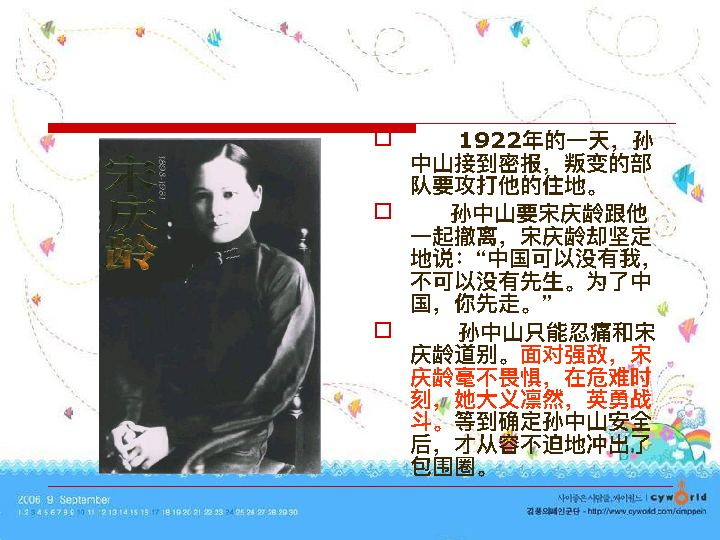 宋庆龄
1893-1981
1922年的一天，孙
中山接到密报，叛变的部
队要攻打他的住地。
孙中山要宋庆龄跟他
一起撤离，宋庆龄却坚定
地说：“中国可以没有我，
不可以没有先生。为了中
国，你先走。”
孙中山只能忍痛和宋
庆龄道别。面对强敌，宋
庆龄毫不畏惧，在危难时
刻，她大义凛然，英勇战
斗。等到确定孙中山安全
后，才从容不迫地冲出了
包围圈。
2006 9 September
1 2 3 4 5 6 7 8 9 10 11 12 13 14 15 16 17 18 19 20 21 22 23 24 25 26 27 28 29 30
사이좋은 사람들, 싸이월드 | cyworld
김풍의폐인군단 - http://www.cyworld.com/kimppein